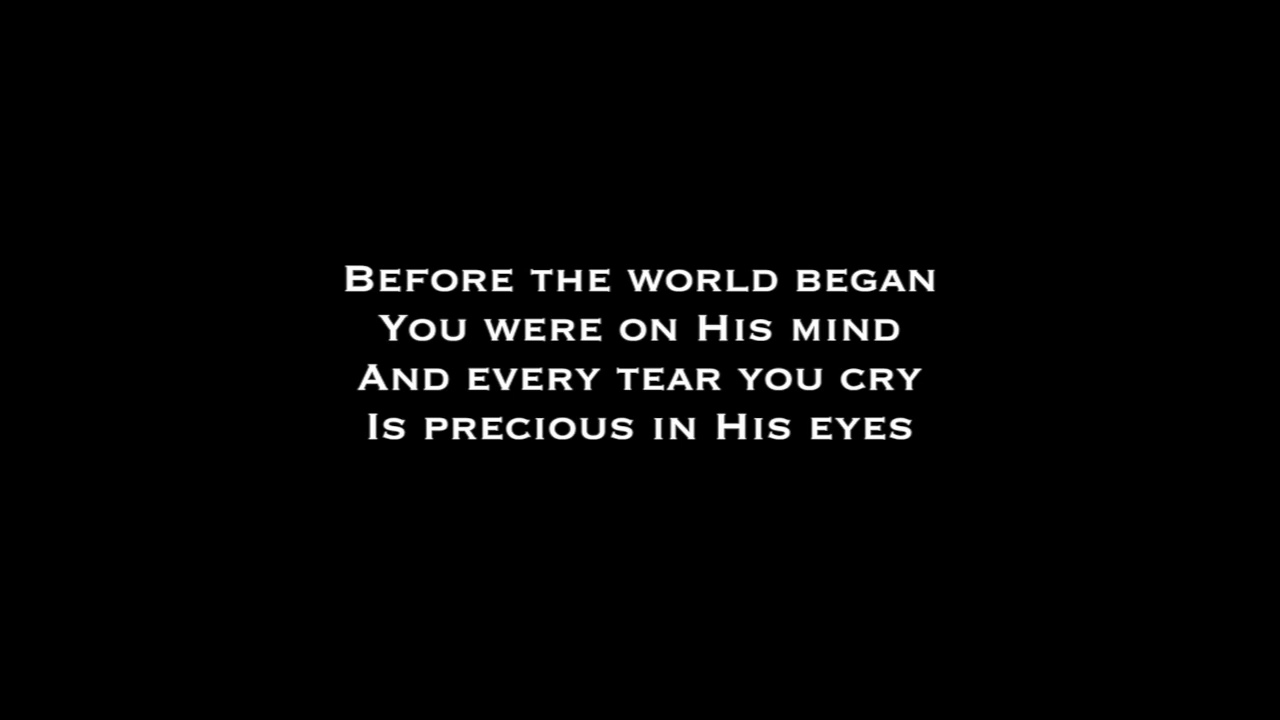 Before the world began
You were on His mind
And every tear you cry
Is precious in His eyes